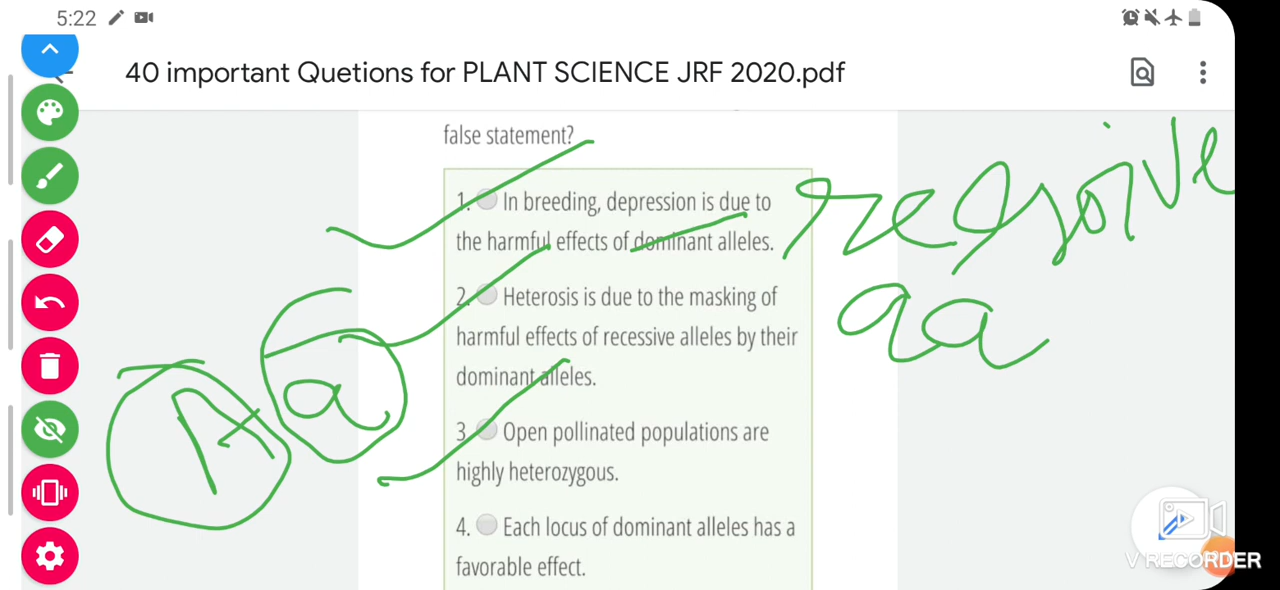 5:22
40 important Quetions for PLANT SCIENCE JRF 2020.pdf
false statement?
1. In breeding, depression is due to
the harmful effects of dominant alleles.
2. Heterosis is due to the masking of
harmful effects of recessive alleles by their
dominant alleles.
3. Open pollinated populations are
highly heterozygous.
4. Each locus of dominant alleles has a
favorable effect.
aa
A a
V RECORDER